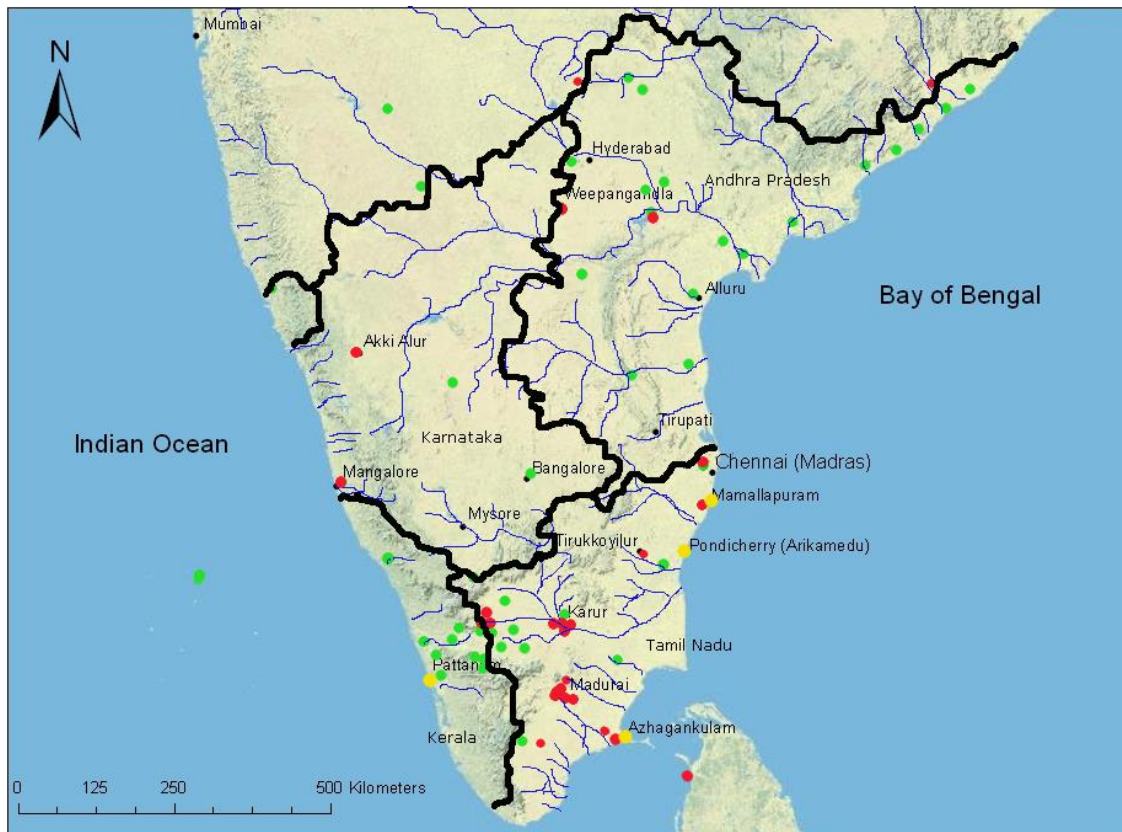 Mumbai
N
Hyderabad
Weepangandla
Andhra Pradesh
Alluru
Bay of Bengal
Akki Alur
Tirupati
Karnataka
Indian Ocean
Chennai (Madras)
Mangalore
Bangalore
Mamallapuram
Mysore
Tirukkoyilur
Pondicherry (Arikamedu)
Karur
Tamil Nadu
Madurai
Azhagankulam
Kerala
0 125 250 500 Kilometers